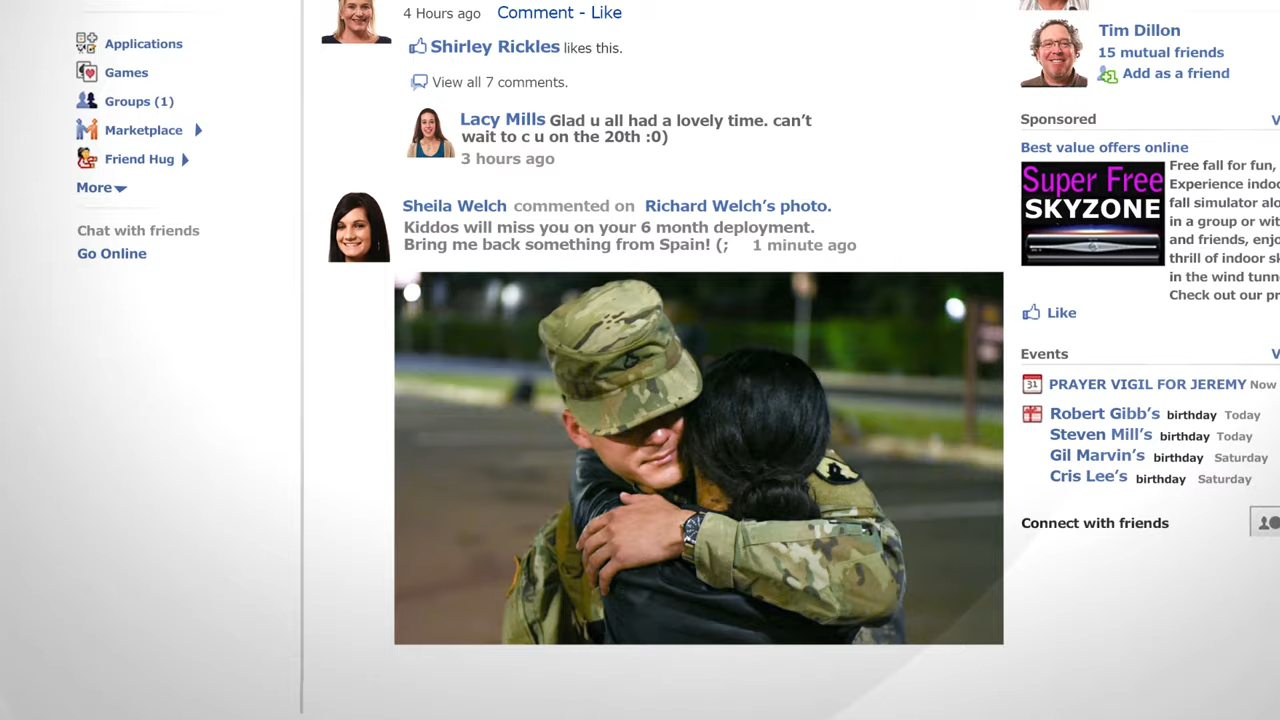 4 Hours ago Comment - Like
Shirley Rickles likes this.
View all 7 comments.
Lacy Mills Glad u all had a lovely time. can’t
wait to c u on the 20th :0)
3 hours ago
Sheila Welch commented on Richard Welch’s photo.
Kiddos will miss you on your 6 month deployment.
Bring me back something from Spain! (; 1 minute ago
Applications
Games
Groups (1)
Marketplace
Friend Hug
More
Chat with friends
Go Online
Tim Dillon
15 mutual friends
Add as a friend
Sponsored
Best value offers online
Super Free
SKYZONE
Free fall for fun,
Experience indoo
fall simulator alo
in a group or wit
and friends, enjo
thrill of indoor sk
in the wind tunn
Check out our pr
Like
Events
31
PRAYER VIGIL FOR JEREMY Now
Robert Gibb’s birthday Today
Steven Mill’s birthday Today
Gil Marvin’s birthday Saturday
Cris Lee’s birthday Saturday
Connect with friends